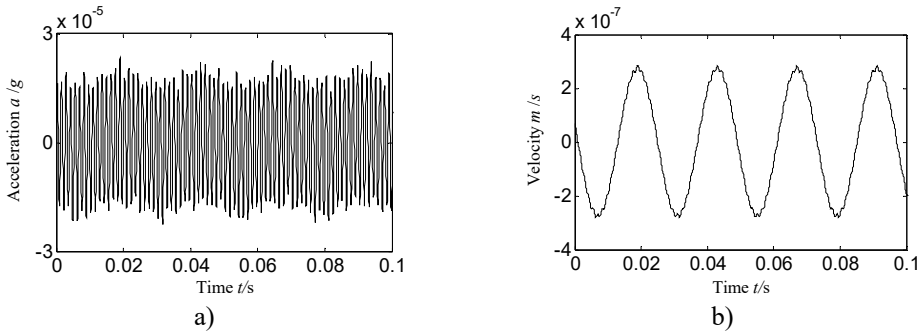 x 10^-5
3
0
-3
Acceleration a /g
0 0.02 0.04 0.06 0.08 0.1
Time t/s
a)
x 10^-7
4
2
0
-2
-4
Velocity m /s
0 0.02 0.04 0.06 0.08 0.1
Time t/s
b)